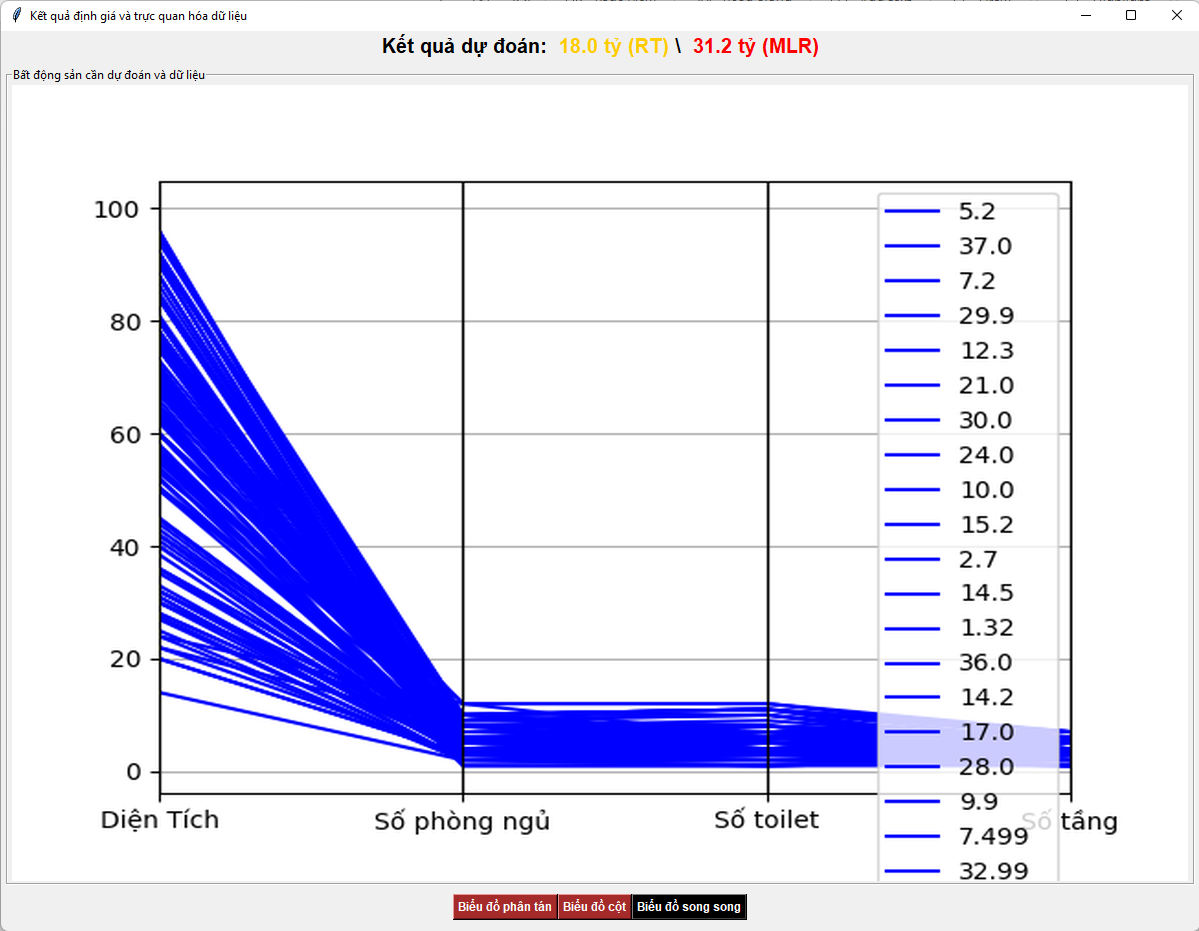 Kết quả định giá và trực quan hóa dữ liệu
Kết quả dự đoán: 18.0 tỷ (RT) \ 31.2 tỷ (MLR)
Bất động sản cần dự đoán và dữ liệu
100
80
60
40
20
0
Diện Tích
Số phòng ngủ
Số toilet
Số tầng
5.2
37.0
7.2
29.9
12.3
21.0
30.0
24.0
10.0
15.2
2.7
14.5
1.32
36.0
14.2
17.0
28.0
9.9
7.499
32.99
Biểu đồ phân tán
Biểu đồ cột
Biểu đồ song song